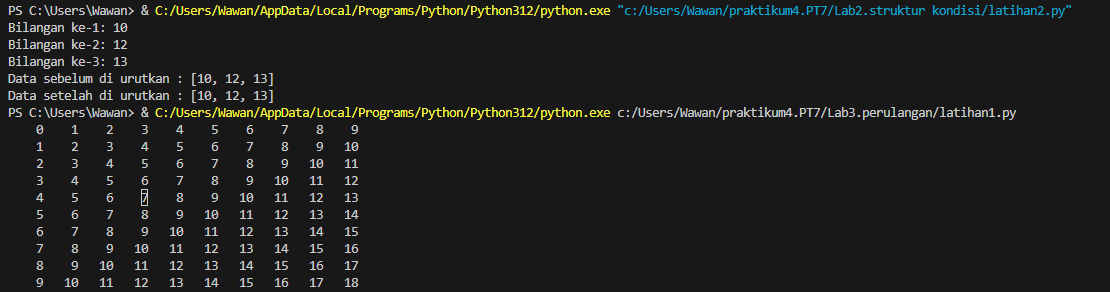 PS C:\Users\Wawan> & C:/Users/Wawan/AppData/Local/Programs/Python/Python312/python.exe "c:/Users/Wawan/praktikum4.PT7/Lab2.struktur kondisi/latihan2.py"
Bilangan ke-1: 10
Bilangan ke-2: 12
Bilangan ke-3: 13
Data sebelum di urutkan : [10, 12, 13]
Data setelah di urutkan : [10, 12, 13]
PS C:\Users\Wawan> & C:/Users/Wawan/AppData/Local/Programs/Python/Python312/python.exe c:/Users/Wawan/praktikum4.PT7/Lab3.perulangan/latihan1.py
    0    1    2    3    4    5    6    7    8    9
    1    2    3    4    5    6    7    8    9   10
    2    3    4    5    6    7    8    9   10   11
    3    4    5    6    7    8    9   10   11   12
    4    5    6    7    8    9   10   11   12   13
    5    6    7    8    9   10   11   12   13   14
    6    7    8    9   10   11   12   13   14   15
    7    8    9   10   11   12   13   14   15   16
    8    9   10   11   12   13   14   15   16   17
    9   10   11   12   13   14   15   16   17   18